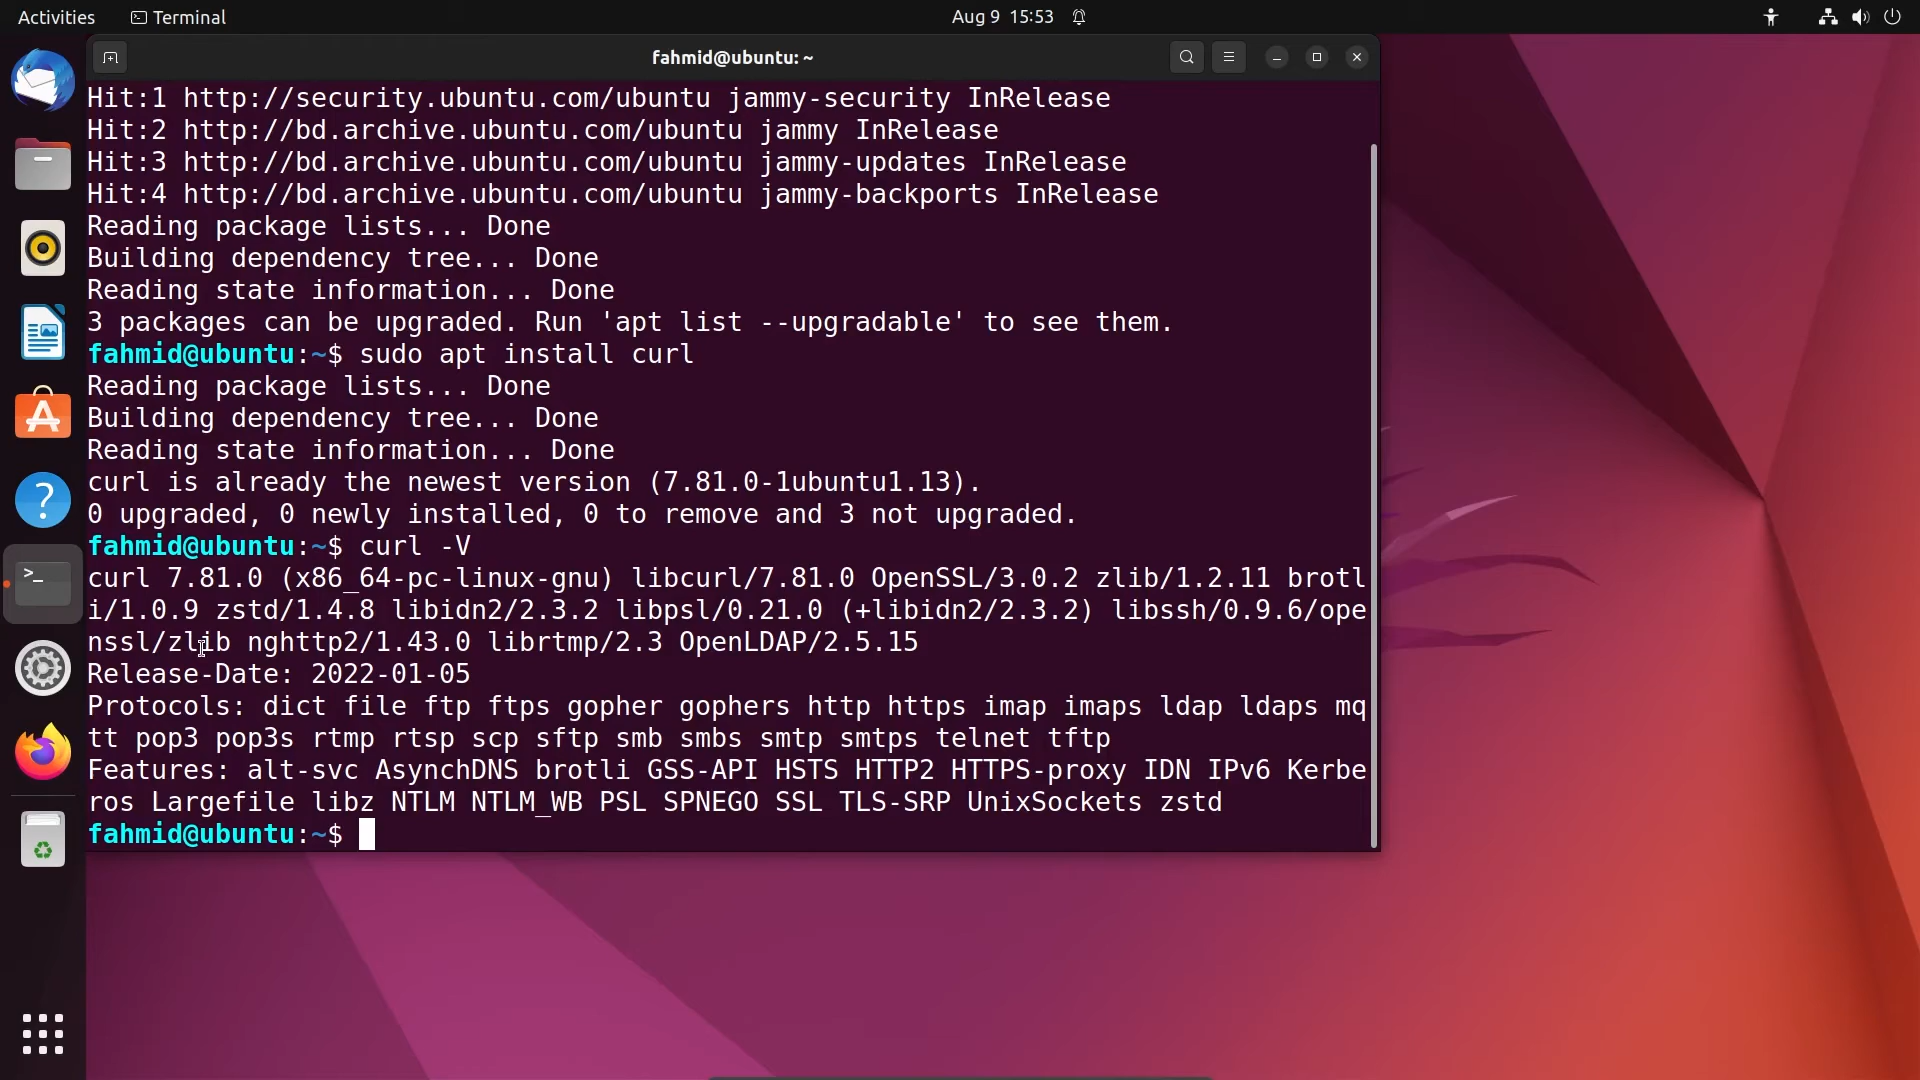 Activities Terminal Aug 9 15:53
fahmid@ubuntu: ~
Hit:1 http://security.ubuntu.com/ubuntu jammy-security InRelease
Hit:2 http://bd.archive.ubuntu.com/ubuntu jammy InRelease
Hit:3 http://bd.archive.ubuntu.com/ubuntu jammy-updates InRelease
Hit:4 http://bd.archive.ubuntu.com/ubuntu jammy-backports InRelease
Reading package lists... Done
Building dependency tree... Done
Reading state information... Done
3 packages can be upgraded. Run 'apt list --upgradable' to see them.
fahmid@ubuntu:~$ sudo apt install curl
Reading package lists... Done
Building dependency tree... Done
Reading state information... Done
curl is already the newest version (7.81.0-1ubuntu1.13).
0 upgraded, 0 newly installed, 0 to remove and 3 not upgraded.
fahmid@ubuntu:~$ curl -V
curl 7.81.0 (x86_64-pc-linux-gnu) libcurl/7.81.0 OpenSSL/3.0.2 zlib/1.2.11 brotl
i/1.0.9 zstd/1.4.8 libidn2/2.3.2 libpsl/0.21.0 (+libidn2/2.3.2) libssh/0.9.6/ope
nssl/zlib nghttp2/1.43.0 librtmp/2.3 OpenLDAP/2.5.15
Release-Date: 2022-01-05
Protocols: dict file ftp ftps gopher gophers http https imap imaps ldap ldaps mq
tt pop3 pop3s rtmp rtsp scp sftp smb smbs smtp smtps telnet tftp
Features: alt-svc AsynchDNS brotli GSS-API HSTS HTTP2 HTTPS-proxy IDN IPv6 Kerbe
ros Largefile libz NTLM NTLM_WB PSL SPNEGO SSL TLS-SRP UnixSockets zstd
fahmid@ubuntu:~$